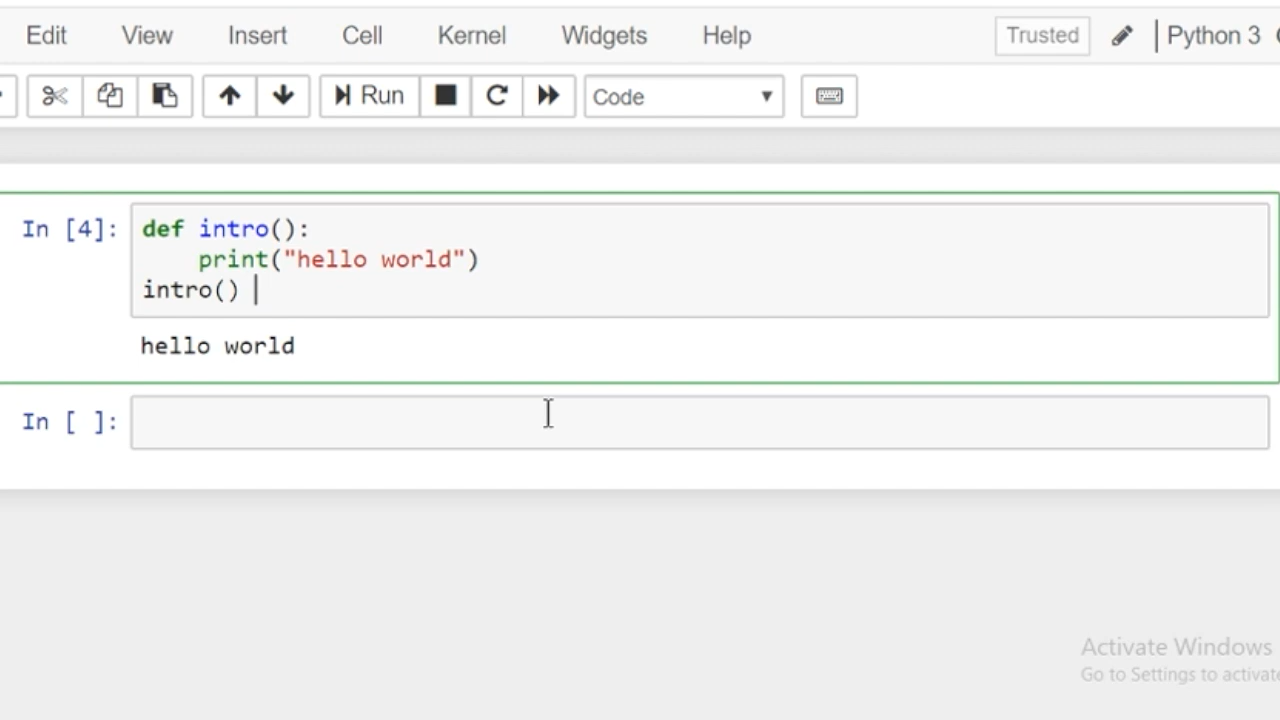 Edit View Insert Cell Kernel Widgets Help Trusted Python 3
Run Code
In [4]: def intro():
    print("hello world")
intro()
hello world
In [ ]:
Activate Windows
Go to Settings to activate